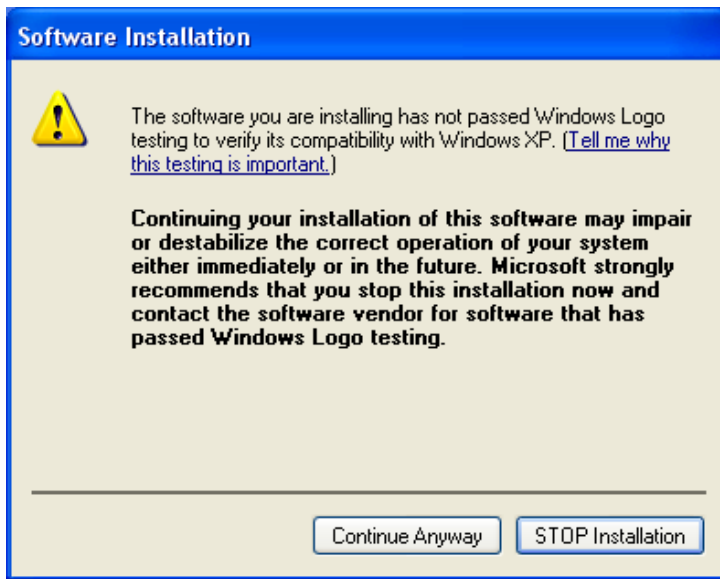 Software Installation
The software you are installing has not passed Windows Logo
testing to verify its compatibility with Windows XP. (Tell me why
this testing is important.)
Continuing your installation of this software may impair
or destabilize the correct operation of your system
either immediately or in the future. Microsoft strongly
recommends that you stop this installation now and
contact the software vendor for software that has
passed Windows Logo testing.
Continue Anyway
STOP Installation